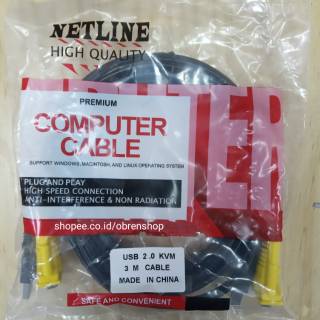 NETLINE
HIGH QUALITY
PREMIUM
COMPUTER
CABLE
SUPPORT WINDOWS, MACINTOSH, AND LINUX OPERATING SYSTEM
PLUG AND PLAY
HIGH SPEED CONNECTION
ANTI-INTERFERENCE & NON RADIATION
shopee.co.id/obrenshop
USB 2.0 KVM
3 M CABLE
MADE IN CHINA
SAFE AND CONVENIENT